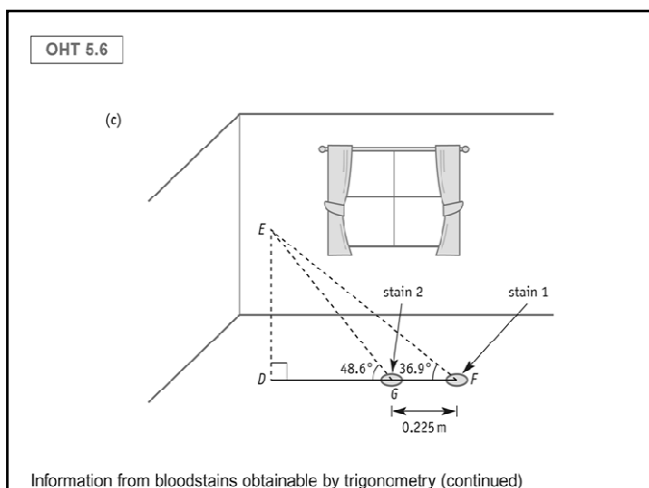 OHT 5.6
(c)
E
stain 2
stain 1
48.6°
36.9°
D
G
F
0.225 m
Information from bloodstains obtainable by trigonometry (continued)